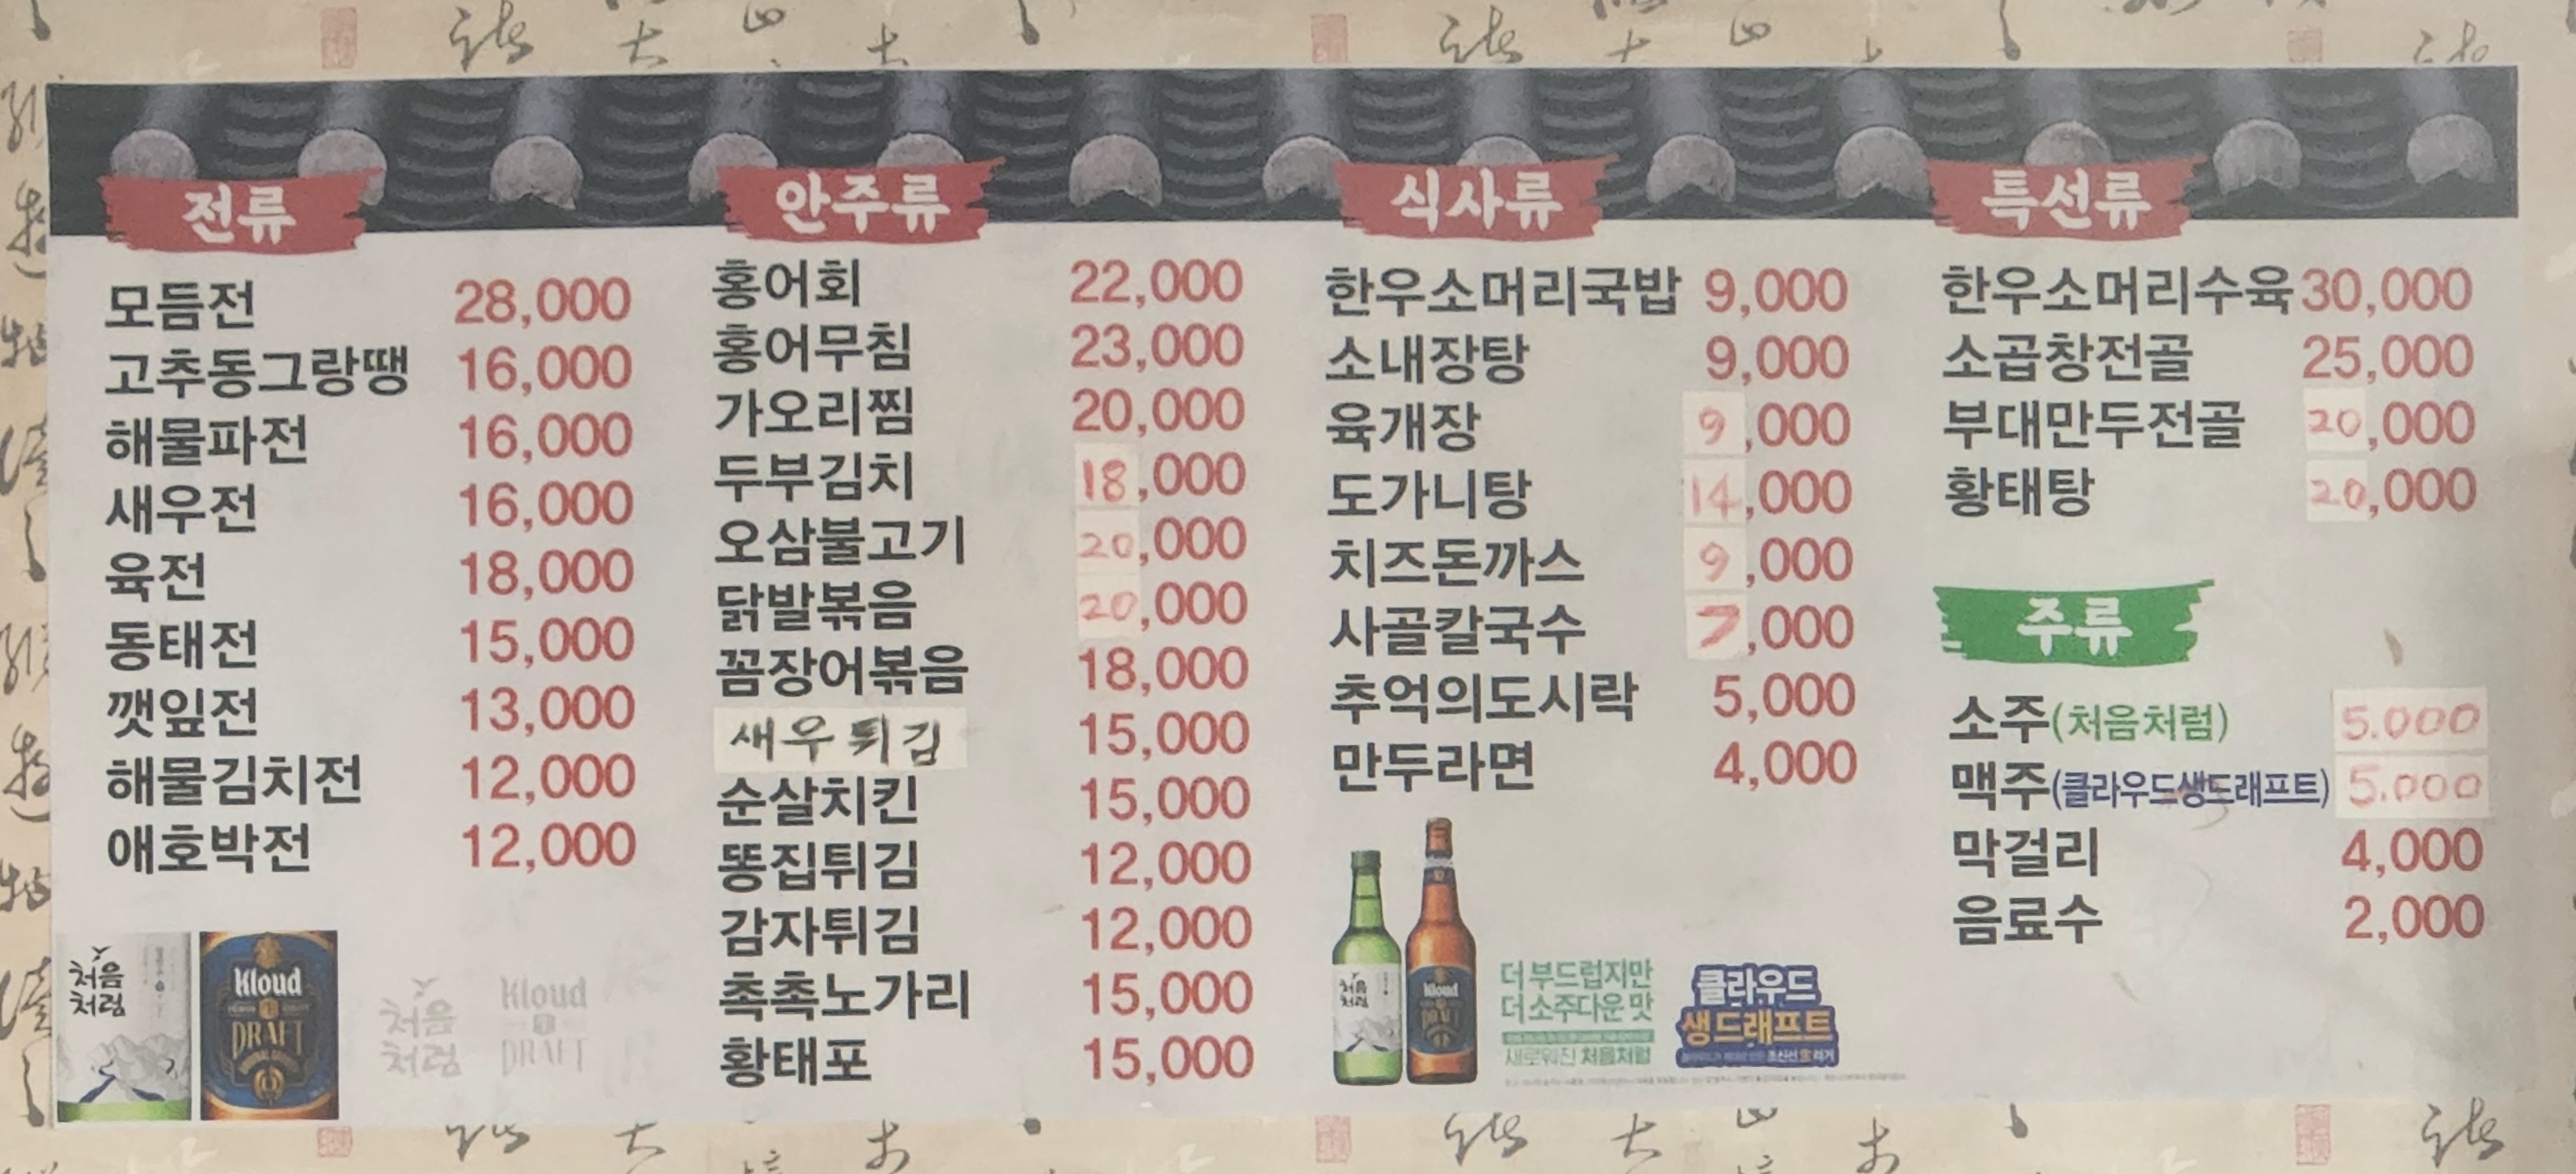 전류
모듬전 28,000
고추동그랑땡 16,000
해물파전 16,000
새우전 16,000
육전 18,000
동태전 15,000
깻잎전 13,000
해물김치전 12,000
애호박전 12,000
처음
처럼
Kloud
DRAFT
처음
처럼
Kloud
DRAFT
안주류
홍어회 22,000
홍어무침 23,000
가오리찜 20,000
두부김치 18,000
오삼불고기 20,000
닭발볶음 20,000
꼼장어볶음 18,000
새우튀김 15,000
순살치킨 15,000
똥집튀김 12,000
감자튀김 12,000
촉촉노가리 15,000
황태포 15,000
식사류
한우소머리국밥 9,000
소내장탕 9,000
육개장 9,000
도가니탕 14,000
치즈돈까스 9,000
사골칼국수 7,000
추억의도시락 5,000
만두라면 4,000
처음
처럼
Kloud
DRAFT
더 부드럽지만
더 소주다운 맛
새로워진 처음처럼
클라우드
생드래프트
특선류
한우소머리수육 30,000
소곱창전골 25,000
부대만두전골 20,000
황태탕 20,000
주류
소주(처음처럼) 5.000
맥주(클라우드생드래프트) 5.000
막걸리 4,000
음료수 2,000